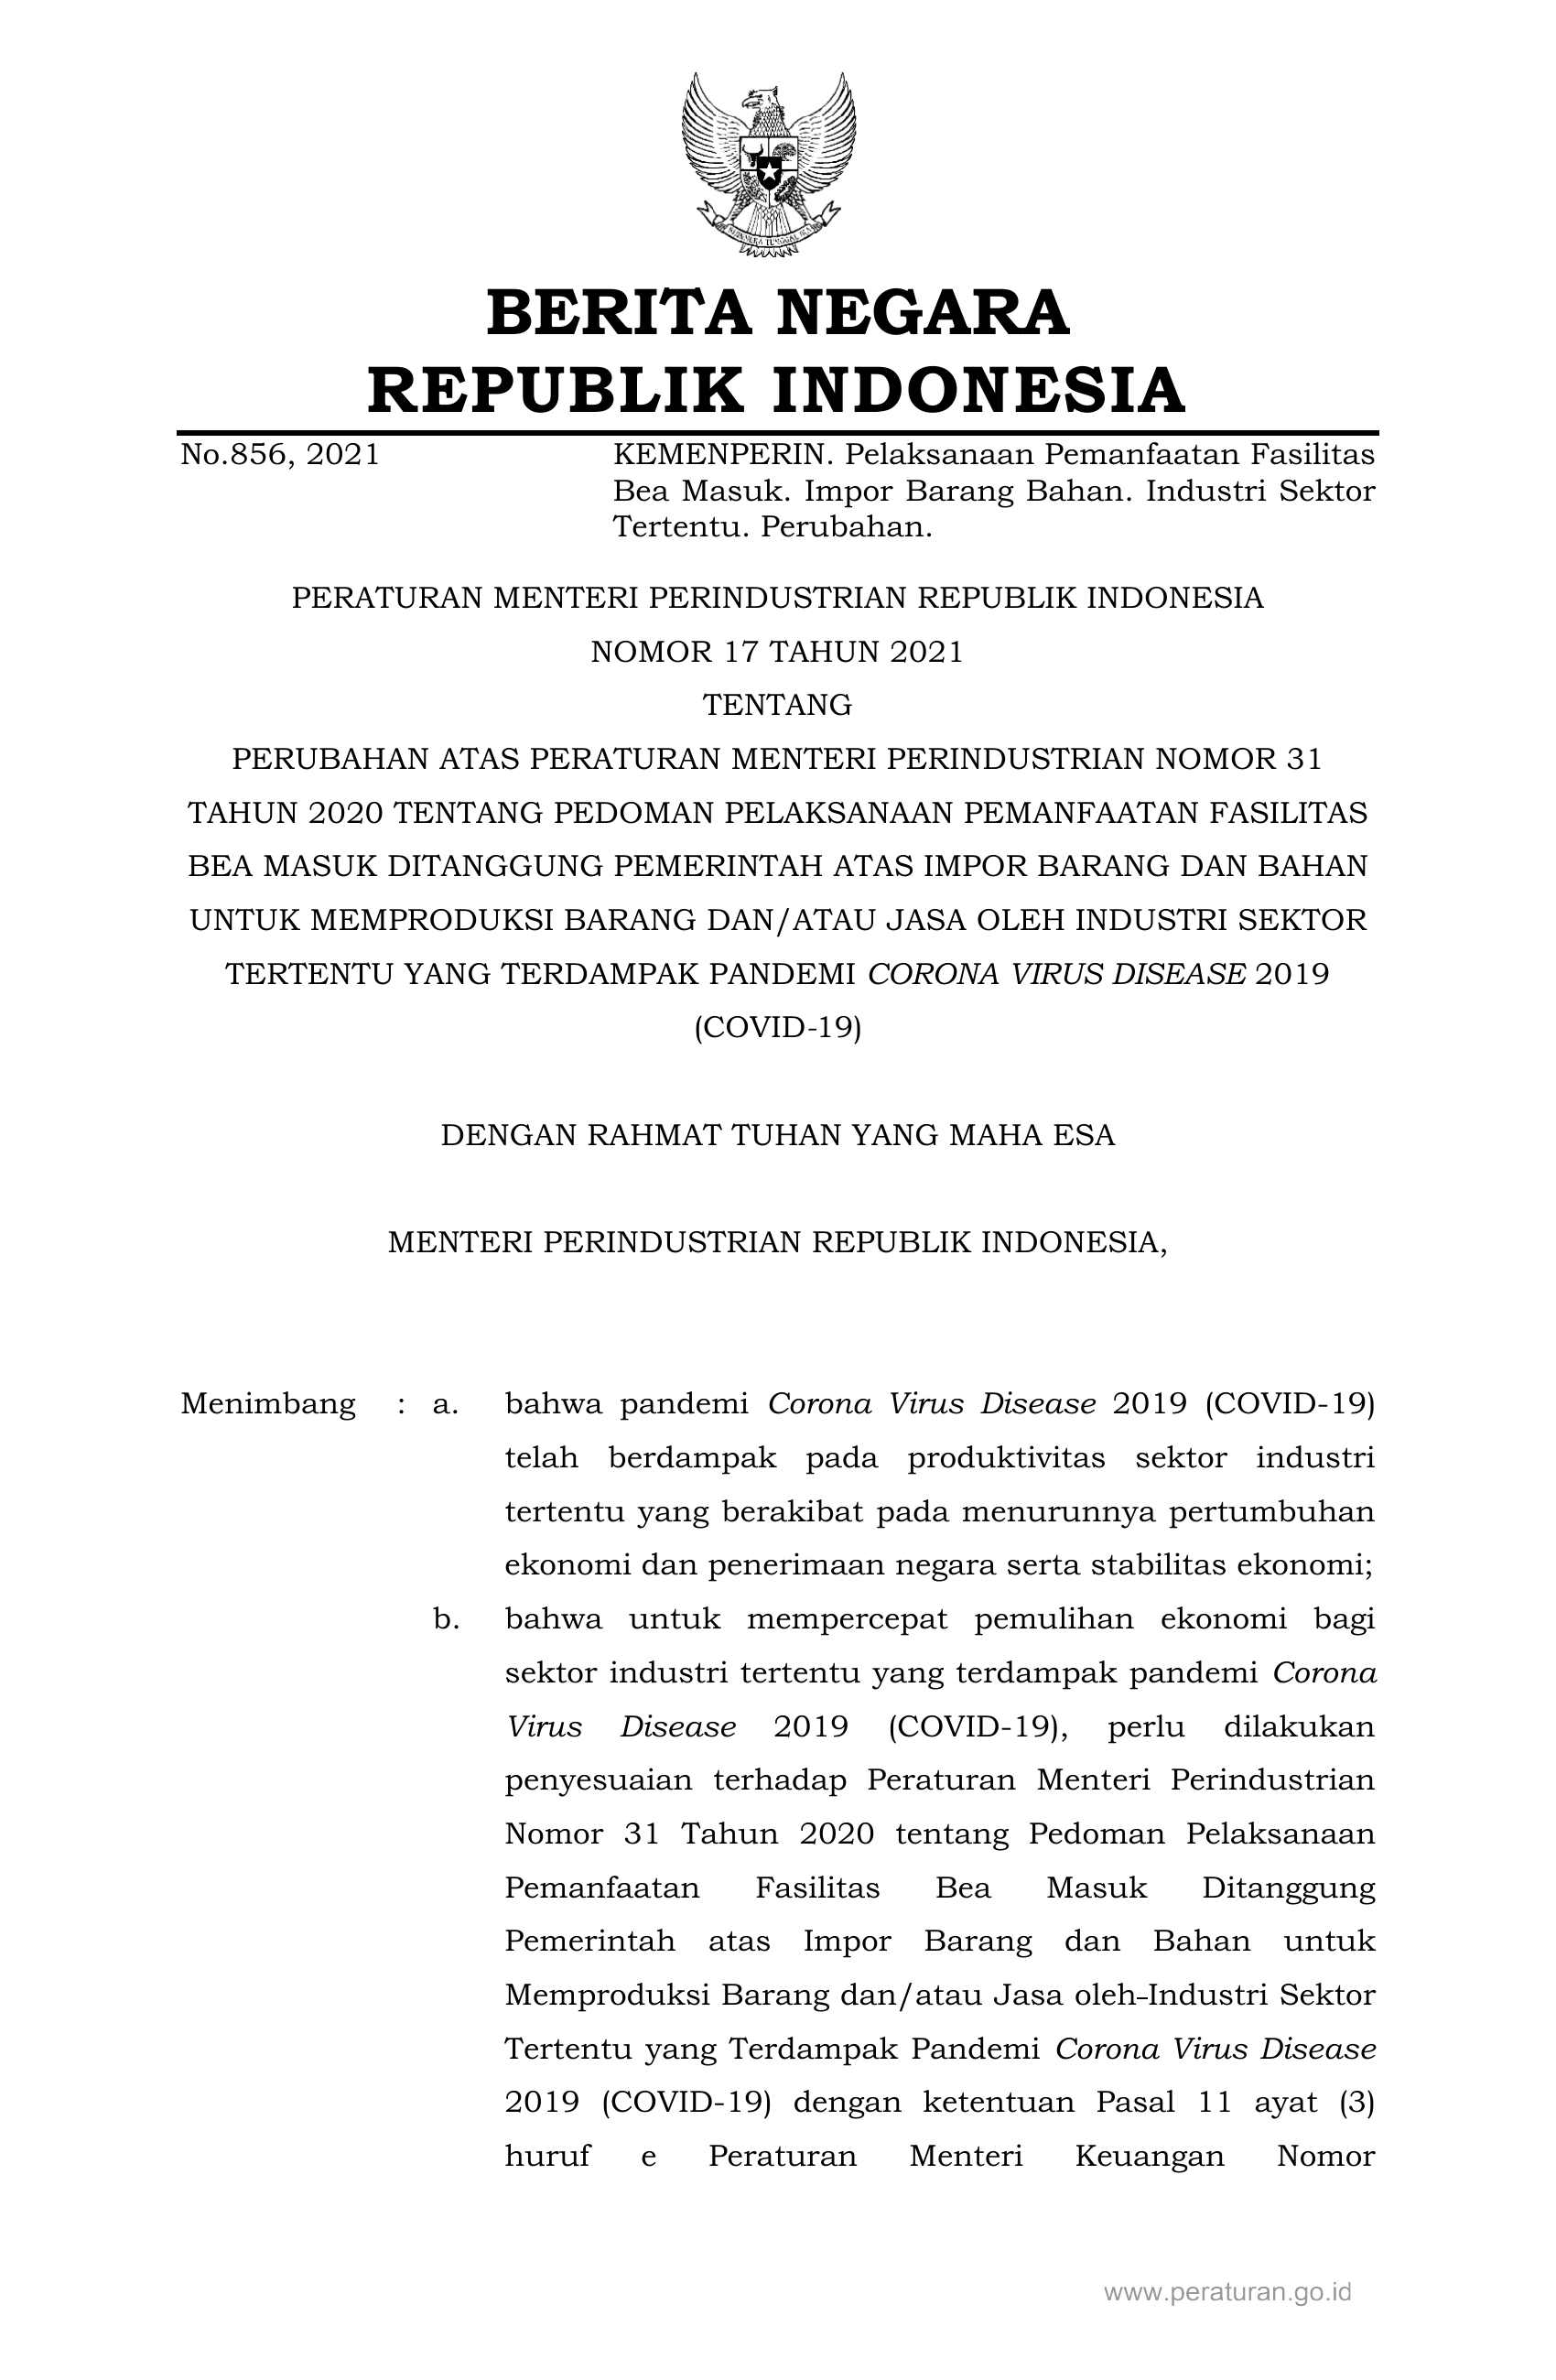 BERITA NEGARA
REPUBLIK INDONESIA
No.856, 2021
KEMENPERIN. Pelaksanaan Pemanfaatan Fasilitas
Bea Masuk. Impor Barang Bahan. Industri Sektor
Tertentu. Perubahan.
PERATURAN MENTERI PERINDUSTRIAN REPUBLIK INDONESIA
NOMOR 17 TAHUN 2021
TENTANG
PERUBAHAN ATAS PERATURAN MENTERI PERINDUSTRIAN NOMOR 31
TAHUN 2020 TENTANG PEDOMAN PELAKSANAAN PEMANFAATAN FASILITAS
BEA MASUK DITANGGUNG PEMERINTAH ATAS IMPOR BARANG DAN BAHAN
UNTUK MEMPRODUKSI BARANG DAN/ATAU JASA OLEH INDUSTRI SEKTOR
TERTENTU YANG TERDAMPAK PANDEMI CORONA VIRUS DISEASE 2019
(COVID-19)
DENGAN RAHMAT TUHAN YANG MAHA ESA
MENTERI PERINDUSTRIAN REPUBLIK INDONESIA,
Menimbang : a. bahwa pandemi Corona Virus Disease 2019 (COVID-19)
telah berdampak pada produktivitas sektor industri
tertentu yang berakibat pada menurunnya pertumbuhan
ekonomi dan penerimaan negara serta stabilitas ekonomi;
b. bahwa untuk mempercepat pemulihan ekonomi bagi
sektor industri tertentu yang terdampak pandemi Corona
Virus Disease 2019 (COVID-19), perlu dilakukan
penyesuaian terhadap Peraturan Menteri Perindustrian
Nomor 31 Tahun 2020 tentang Pedoman Pelaksanaan
Pemanfaatan Fasilitas Bea Masuk Ditanggung
Pemerintah atas Impor Barang dan Bahan untuk
Memproduksi Barang dan/atau Jasa oleh-Industri Sektor
Tertentu yang Terdampak Pandemi Corona Virus Disease
2019 (COVID-19) dengan ketentuan Pasal 11 ayat (3)
huruf e Peraturan Menteri Keuangan Nomor
www.peraturan.go.id